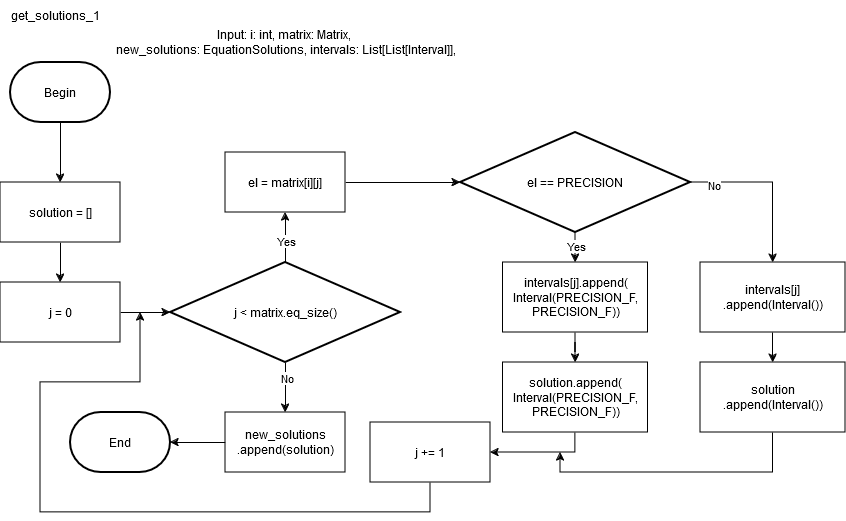 get_solutions_1
Input: i: int, matrix: Matrix,
new_solutions: EquationSolutions, intervals: List[List[Interval]],
Begin
solution = []
j = 0
j < matrix.eq_size()
Yes
el = matrix[i][j]
el == PRECISION
Yes
No
intervals[j].append(
Interval(PRECISION_F,
PRECISION_F))
intervals[j]
.append(Interval())
solution.append(
Interval(PRECISION_F,
PRECISION_F))
solution
.append(Interval())
j += 1
No
new_solutions
.append(solution)
End